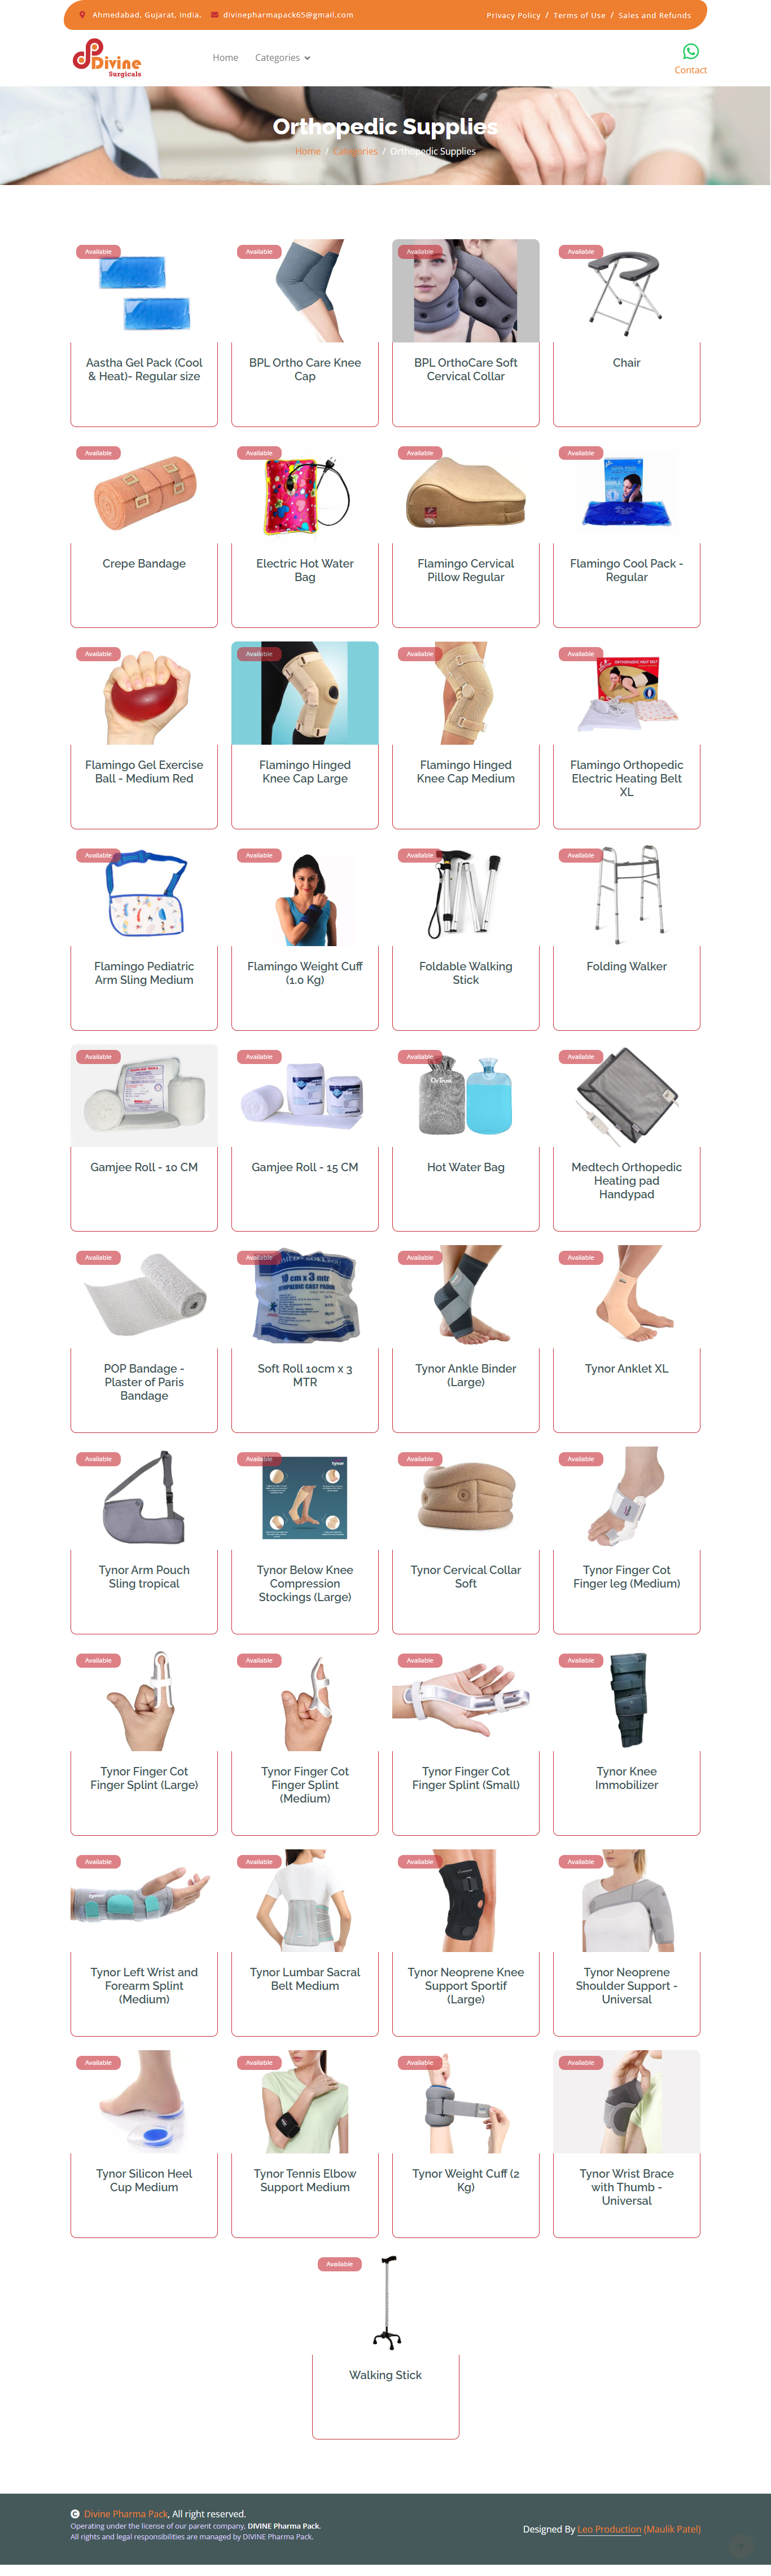 Ahmedabad, Gujarat, India. divinepharmapack65@gmail.com Privacy Policy / Terms of Use / Sales and Refunds
Divine
Surgicals
Home Categories
Contact
Orthopedic Supplies
Home / Categories / Orthopedic Supplies
Available Available Available Available
Aastha Gel Pack (Cool
& Heat)- Regular size
BPL Ortho Care Knee
Cap
BPL OrthoCare Soft
Cervical Collar
Chair
Available Available Available Available
Crepe Bandage
Electric Hot Water
Bag
Flamingo Cervical
Pillow Regular
Flamingo Cool Pack -
Regular
Available Available Available Available
Flamingo Gel Exercise
Ball - Medium Red
Flamingo Hinged
Knee Cap Large
Flamingo Hinged
Knee Cap Medium
Flamingo Orthopedic
Electric Heating Belt
XL
Available Available Available Available
Flamingo Pediatric
Arm Sling Medium
Flamingo Weight Cuff
(1.0 Kg)
Foldable Walking
Stick
Folding Walker
Available Available Available Available
Gamjee Roll - 10 CM
Gamjee Roll - 15 CM
Hot Water Bag
Medtech Orthopedic
Heating pad
Handypad
Available Available Available Available
10 cm x 3 mtr
POP Bandage -
Plaster of Paris
Bandage
Soft Roll 10cm x 3
MTR
Tynor Ankle Binder
(Large)
Tynor Anklet XL
Available Available Available Available
tynor
Tynor Arm Pouch
Sling tropical
Tynor Below Knee
Compression
Stockings (Large)
Tynor Cervical Collar
Soft
Tynor Finger Cot
Finger leg (Medium)
Available Available Available Available
Tynor Finger Cot
Finger Splint (Large)
Tynor Finger Cot
Finger Splint
(Medium)
Tynor Finger Cot
Finger Splint (Small)
Tynor Knee
Immobilizer
Available Available Available Available
tynor
Tynor Left Wrist and
Forearm Splint
(Medium)
Tynor Lumbar Sacral
Belt Medium
Tynor Neoprene Knee
Support Sportif
(Large)
Tynor Neoprene
Shoulder Support -
Universal
Available Available Available Available
Tynor Silicon Heel
Cup Medium
Tynor Tennis Elbow
Support Medium
Tynor Weight Cuff (2
Kg)
Tynor Wrist Brace
with Thumb -
Universal
Available
Walking Stick
Divine Pharma Pack, All right reserved.
Operating under the license of our parent company, DIVINE Pharma Pack.
All rights and legal responsibilities are managed by DIVINE Pharma Pack.
Designed By Leo Production (Maulik Patel)